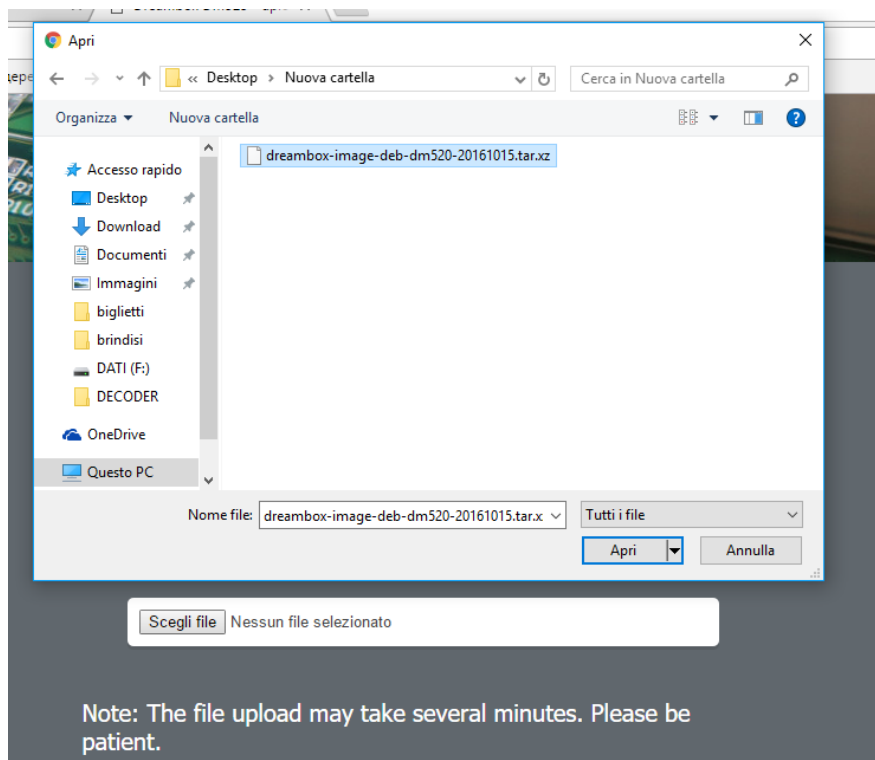 Apri
« Desktop > Nuova cartella
Cerca in Nuova cartella
Organizza
Nuova cartella
Accesso rapido
dreambox-image-deb-dm520-20161015.tar.xz
Desktop
Download
Documenti
Immagini
biglietti
brindisi
DATI (F:)
DECODER
OneDrive
Questo PC
Nome file: dreambox-image-deb-dm520-20161015.tar.x
Tutti i file
Apri
Annulla
Scegli file Nessun file selezionato
Note: The file upload may take several minutes. Please be
patient.